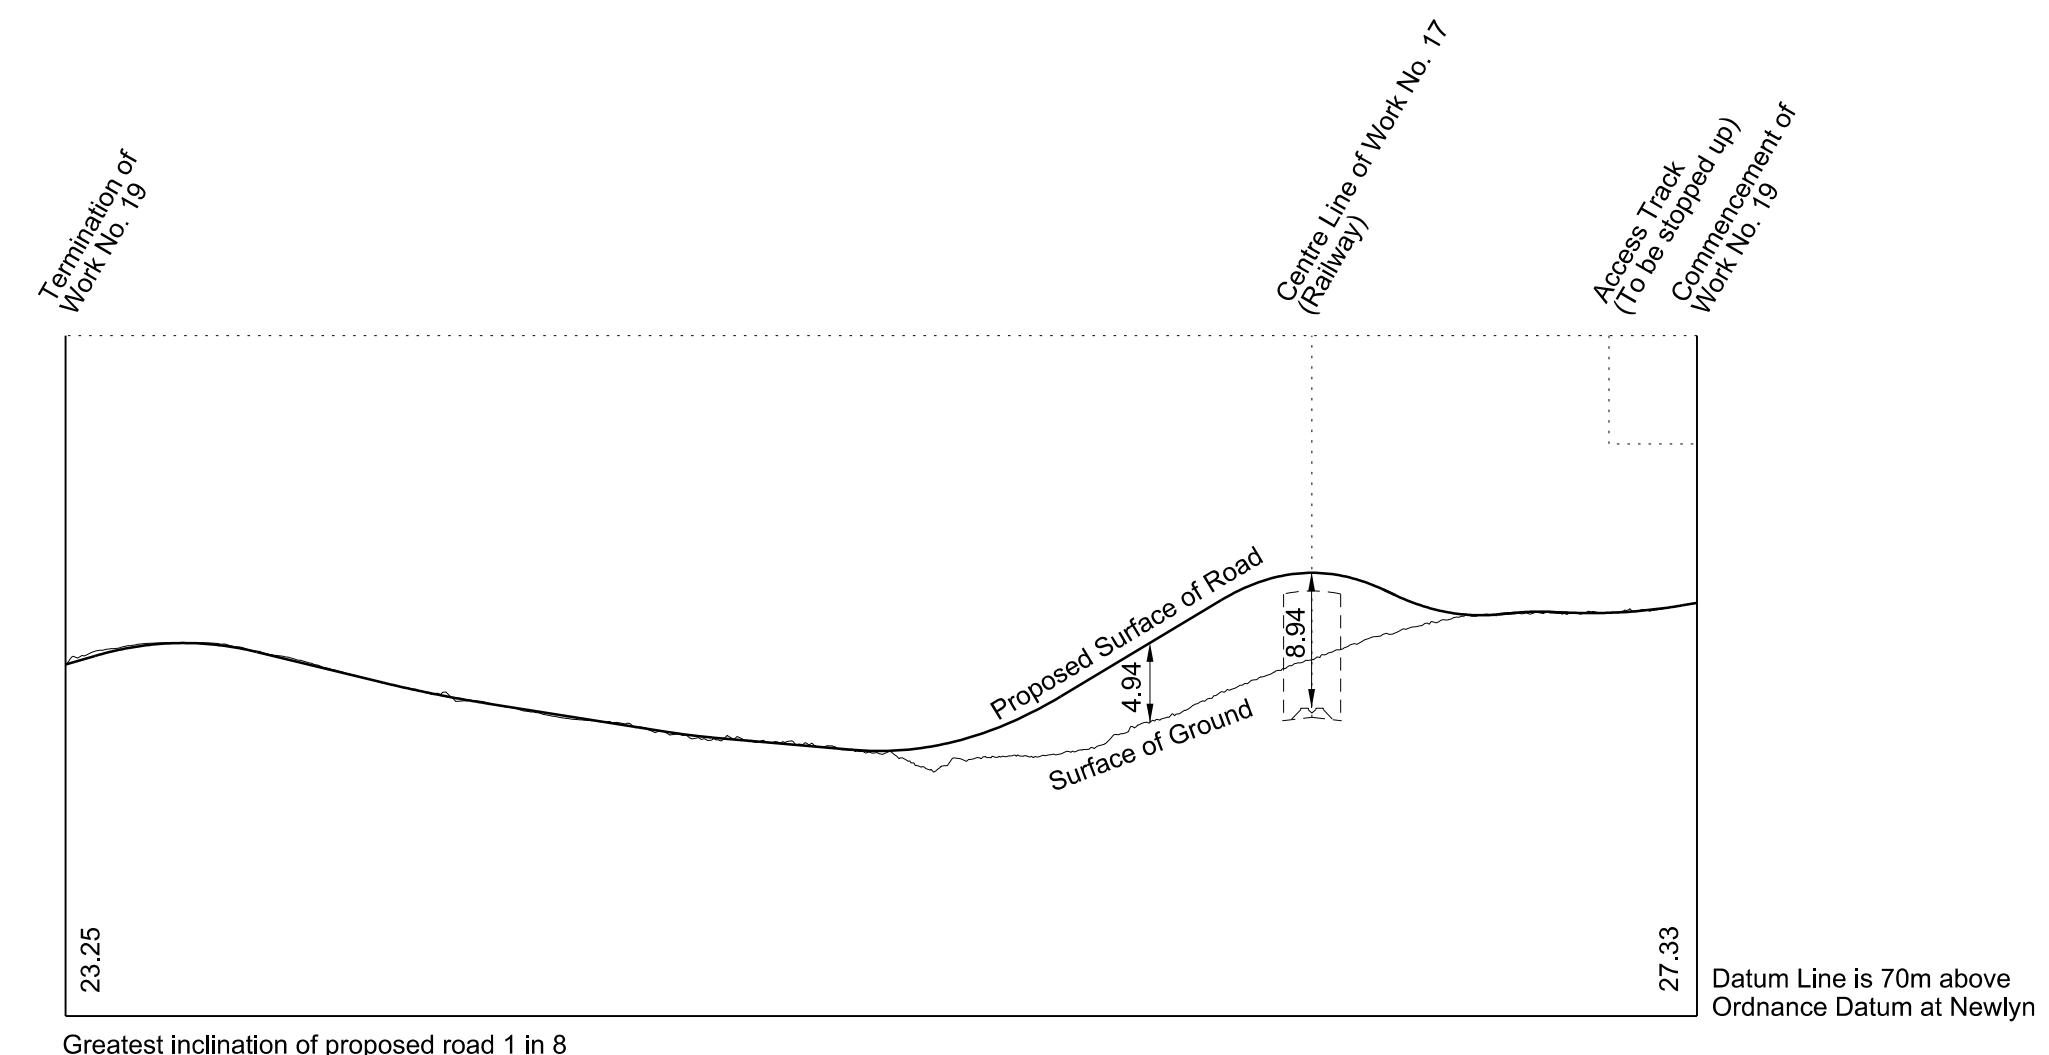 Termination of
Work No. 19
Centre Line of Work No. 17
(Railway)
Access Track
(To be stopped up)
Commencement of
Work No. 19
Proposed Surface of Road
4.94
8.94
Surface of Ground
23.25
27.33
Datum Line is 70m above
Ordnance Datum at Newlyn
Greatest inclination of proposed road 1 in 8